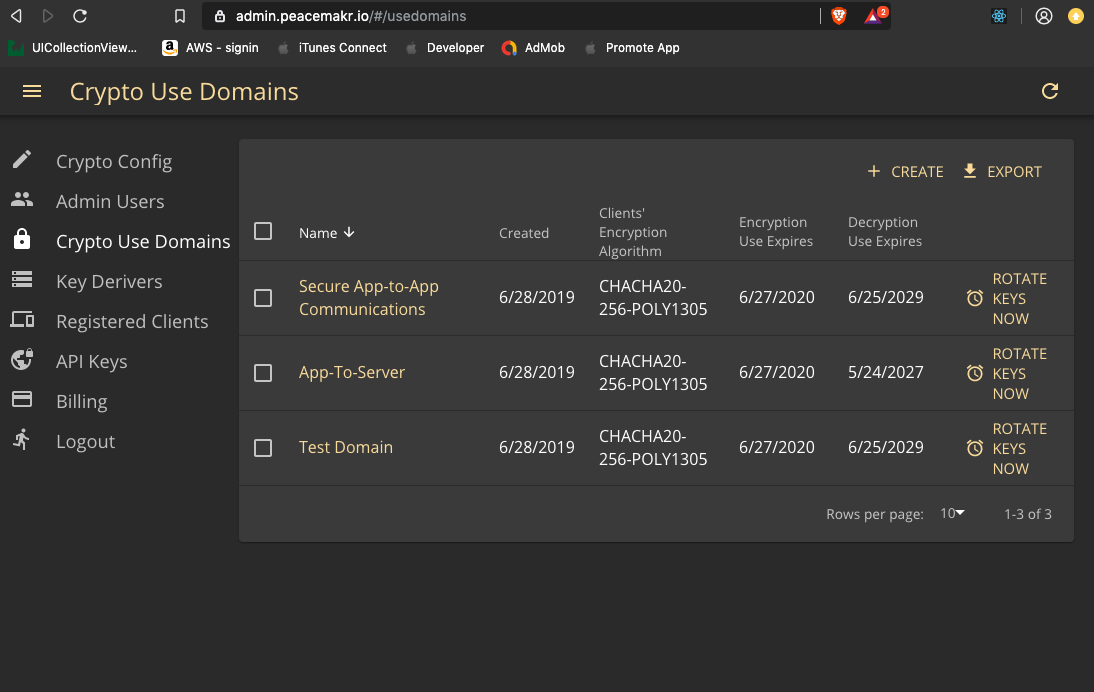 admin.peacemakr.io/#/usedomains
2
UICollectionView... AWS - signin iTunes Connect Developer AdMob Promote App
Crypto Use Domains
Crypto Config
Admin Users
Crypto Use Domains
Key Derivers
Registered Clients
API Keys
Billing
Logout
CREATE EXPORT
Name Created Clients' Encryption Algorithm Encryption Use Expires Decryption Use Expires
Secure App-to-App Communications 6/28/2019 CHACHA20-256-POLY1305 6/27/2020 6/25/2029 ROTATE KEYS NOW
App-To-Server 6/28/2019 CHACHA20-256-POLY1305 6/27/2020 5/24/2027 ROTATE KEYS NOW
Test Domain 6/28/2019 CHACHA20-256-POLY1305 6/27/2020 6/25/2029 ROTATE KEYS NOW
Rows per page: 10 1-3 of 3